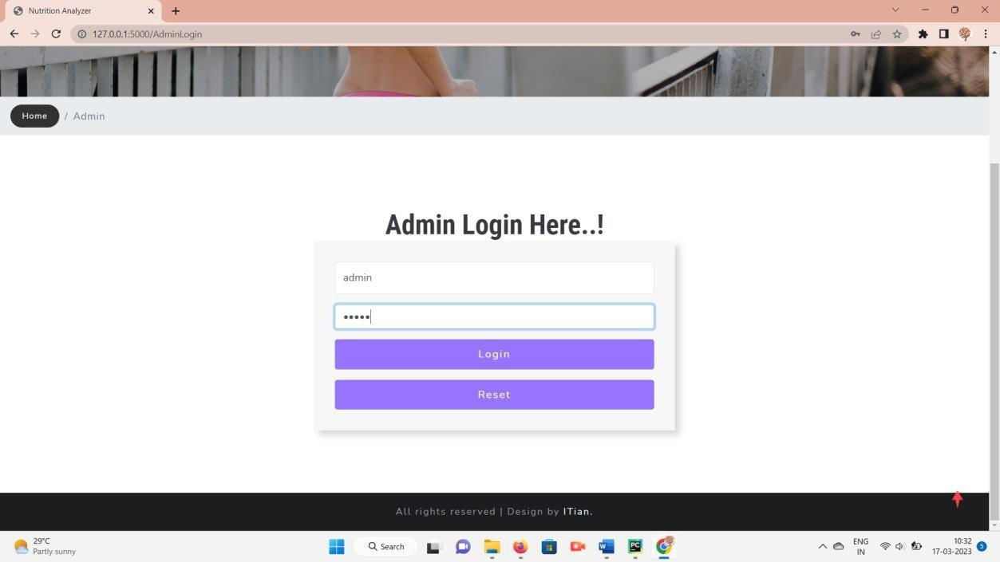 Nutrition Analyzer
127.0.0.1:5000/AdminLogin
Home / Admin
Admin Login Here..!
admin
•••••
Login
Reset
All rights reserved | Design by ITian.
29°C
Partly sunny
Search
W
PC
ENG
IN
10:32
17-03-2023
5